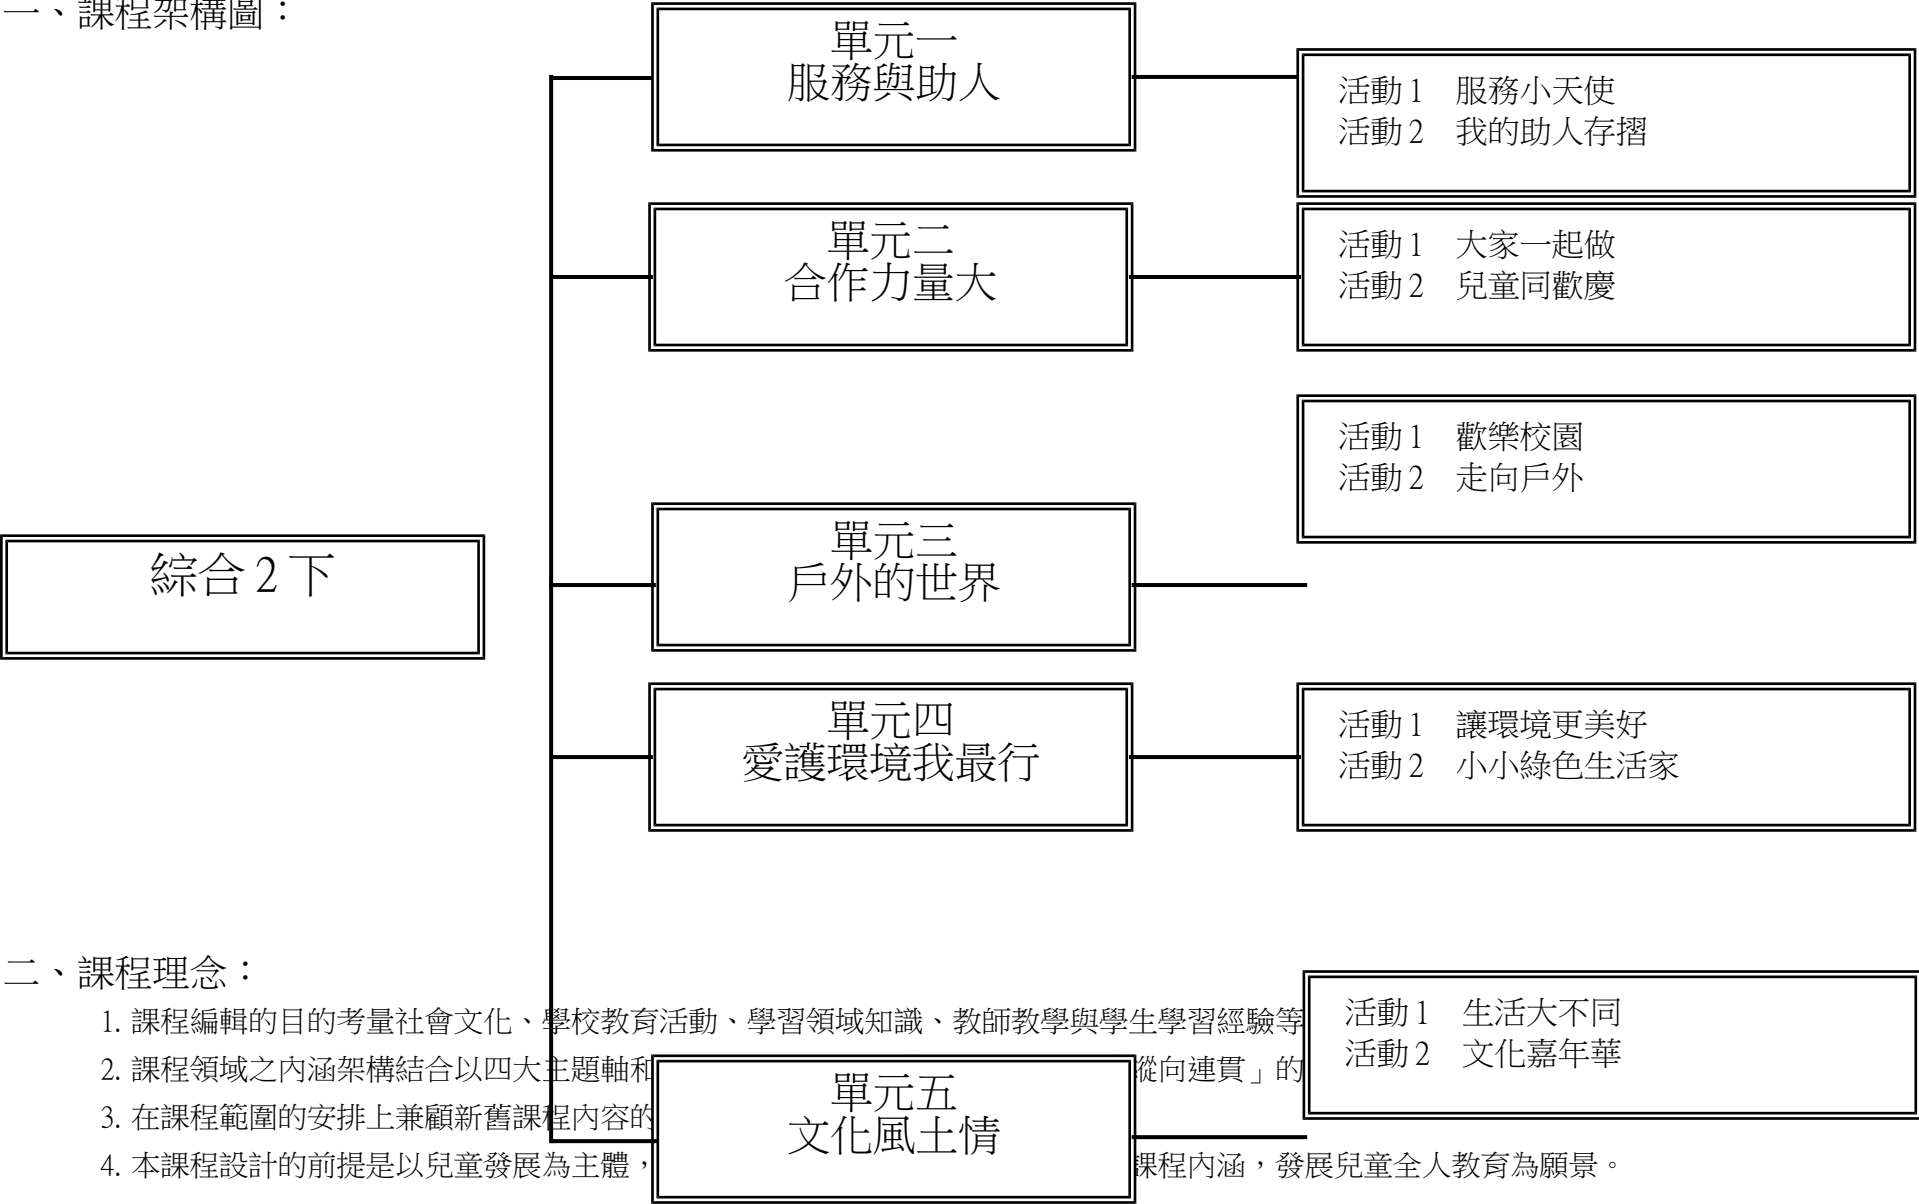 一、課程架構圖：
單元一
服務與助人
活動1 服務小天使
活動2 我的助人存摺
單元二
合作力量大
活動1 大家一起做
活動2 兒童同歡慶
活動1 歡樂校園
活動2 走向戶外
單元三
戶外的世界
綜合2下
單元四
愛護環境我最行
活動1 讓環境更美好
活動2 小小綠色生活家
二、課程理念：
1. 課程編輯的目的考量社會文化、學校教育活動、學習領域知識、教師教學與學生學習經驗等
2. 課程領域之內涵架構結合以四大主題軸和 縱向連貫」的
3. 在課程範圍的安排上兼顧新舊課程內容的
4. 本課程設計的前提是以兒童發展為主體， 課程內涵，發展兒童全人教育為願景。
活動1 生活大不同
活動2 文化嘉年華
單元五
文化風土情